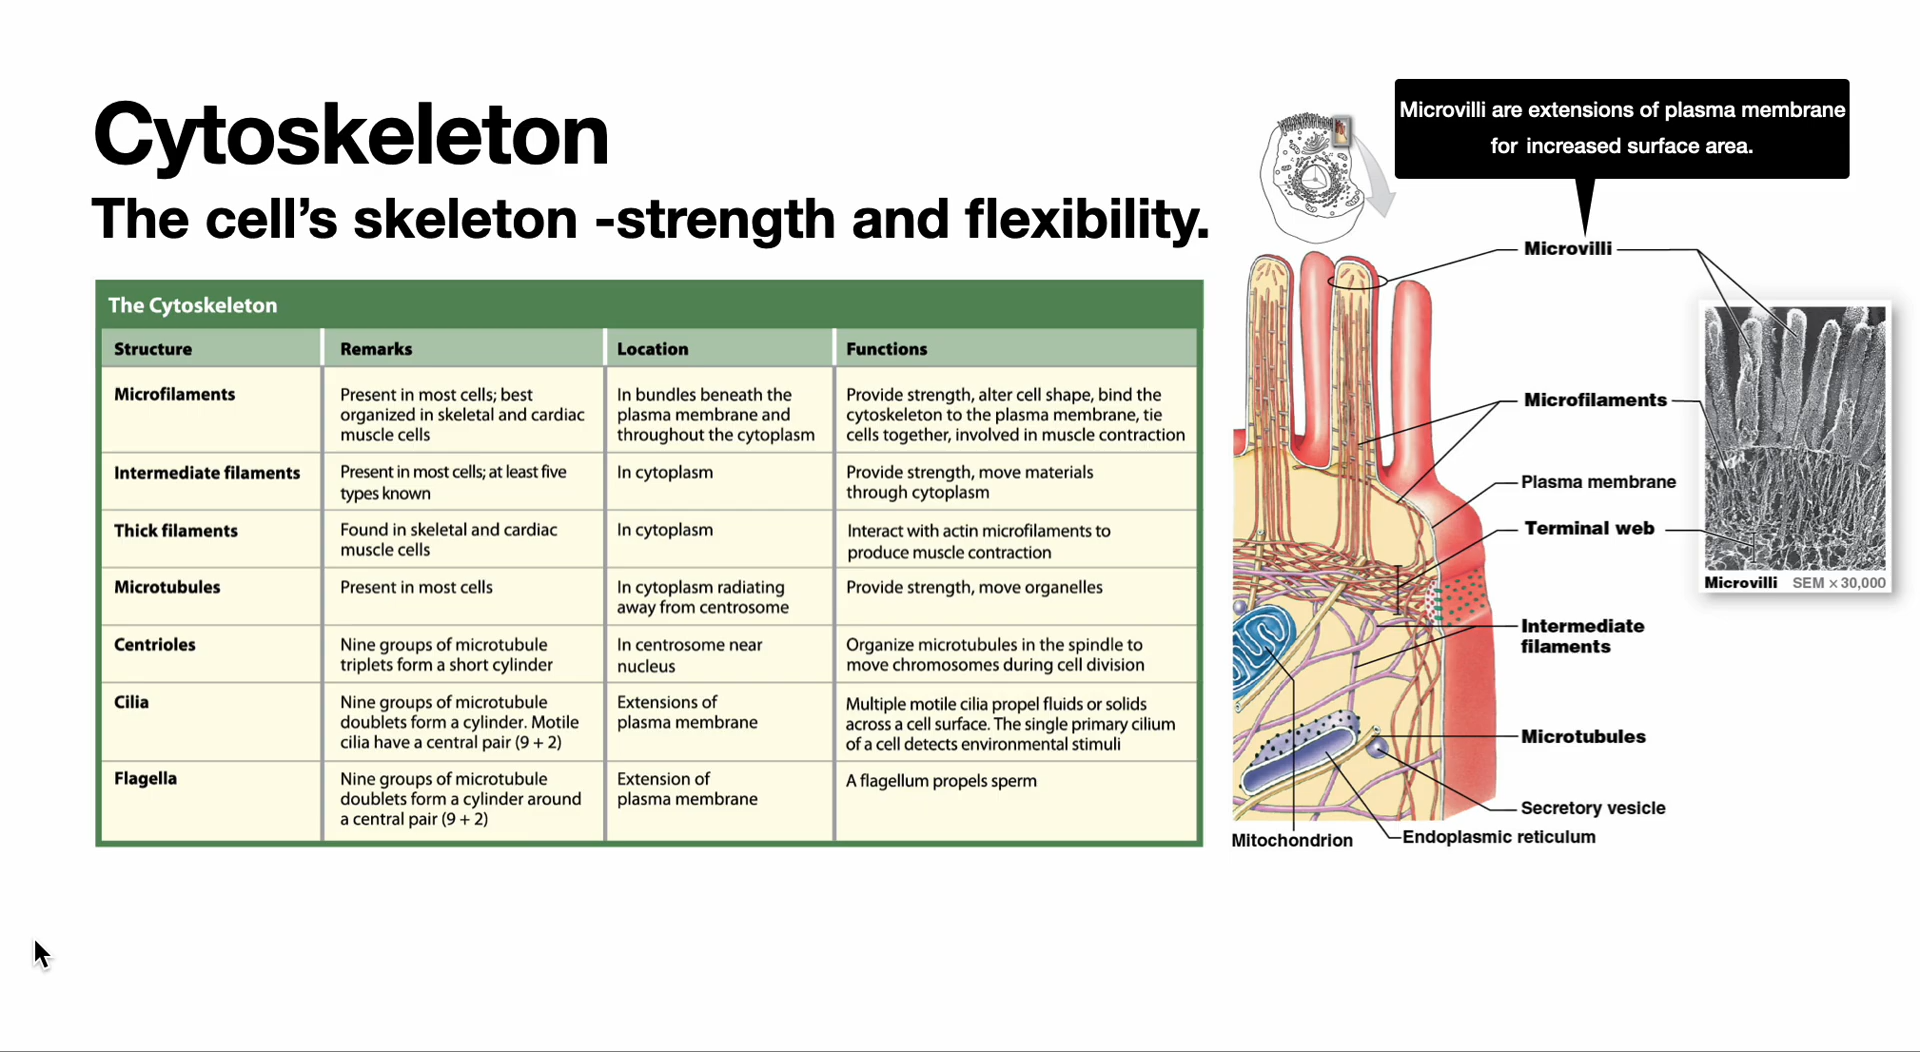 Cytoskeleton
The cell’s skeleton -strength and flexibility.
The Cytoskeleton
Structure
Remarks
Location
Functions
Microfilaments
Present in most cells; best
organized in skeletal and cardiac
muscle cells
In bundles beneath the
plasma membrane and
throughout the cytoplasm
Provide strength, alter cell shape, bind the
cytoskeleton to the plasma membrane, tie
cells together, involved in muscle contraction
Intermediate filaments
Present in most cells; at least five
types known
In cytoplasm
Provide strength, move materials
through cytoplasm
Thick filaments
Found in skeletal and cardiac
muscle cells
In cytoplasm
Interact with actin microfilaments to
produce muscle contraction
Microtubules
Present in most cells
In cytoplasm radiating
away from centrosome
Provide strength, move organelles
Centrioles
Nine groups of microtubule
triplets form a short cylinder
In centrosome near
nucleus
Organize microtubules in the spindle to
move chromosomes during cell division
Cilia
Nine groups of microtubule
doublets form a cylinder. Motile
cilia have a central pair (9 + 2)
Extensions of
plasma membrane
Multiple motile cilia propel fluids or solids
across a cell surface. The single primary cilium
of a cell detects environmental stimuli
Flagella
Nine groups of microtubule
doublets form a cylinder around
a central pair (9 + 2)
Extension of
plasma membrane
A flagellum propels sperm
Microvilli are extensions of plasma membrane
for increased surface area.
Microvilli
Microfilaments
Plasma membrane
Terminal web
Microvilli SEM × 30,000
Intermediate
filaments
Microtubules
Secretory vesicle
Endoplasmic reticulum
Mitochondrion